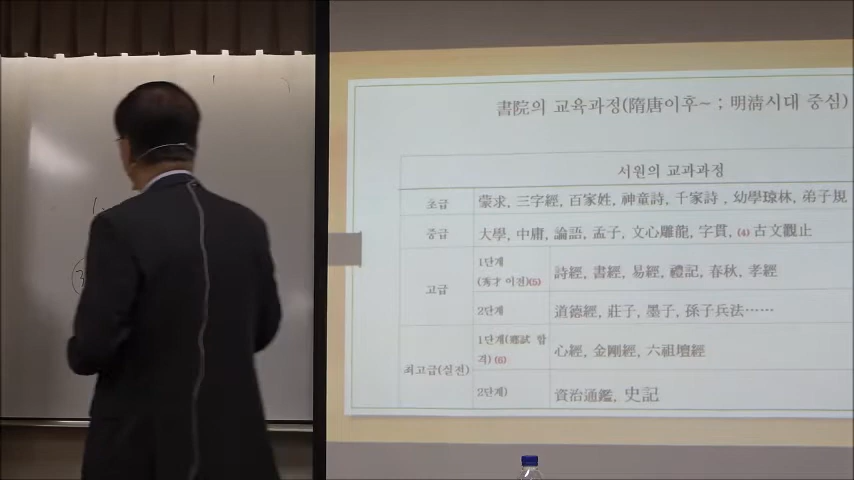 書院의 교육과정(隋唐이후~ ; 明淸시대 중심)
서원의 교과과정
초급 蒙求, 三字經, 百家姓, 神童詩, 千家詩 , 幼學瓊林, 弟子規
중급 大學, 中庸, 論語, 孟子, 文心雕龍, 字貫, (4) 古文觀止
고급 1단계 (秀才 이전)(5) 詩經, 書經, 易經, 禮記, 春秋, 孝經
2단계 道德經, 莊子, 墨子, 孫子兵法……
최고급(실전) 1단계(鄕試 합격) (6) 心經, 金剛經, 六祖壇經
2단계) 資治通鑑, 史記